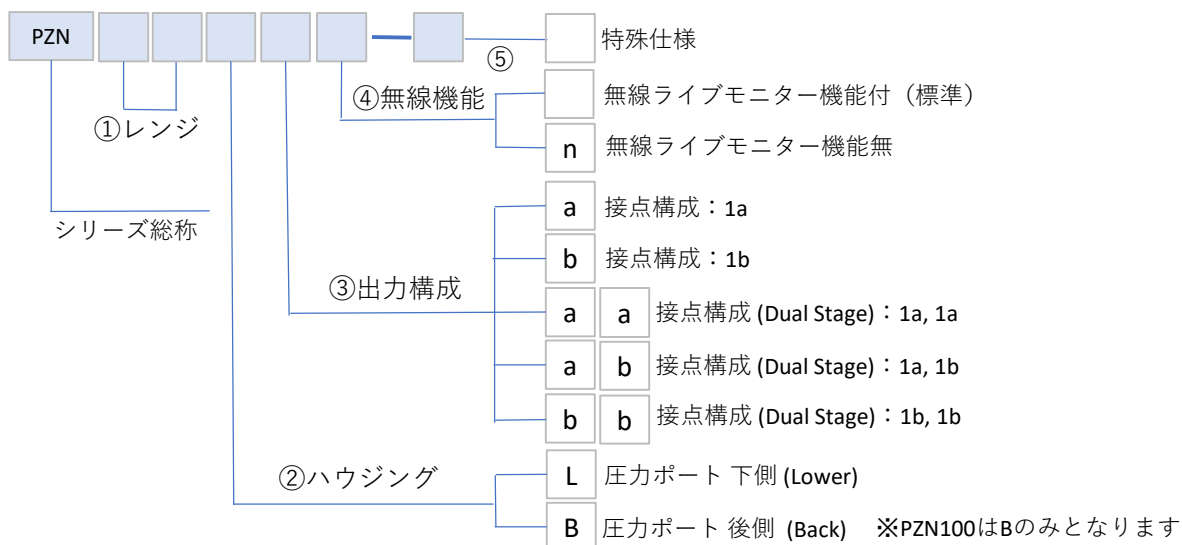 PZN
⑤
特殊仕様
④無線機能
無線ライブモニター機能付（標準）
①レンジ
n 無線ライブモニター機能無
シリーズ総称
a 接点構成：1a
b 接点構成：1b
③出力構成
a a 接点構成 (Dual Stage)：1a, 1a
a b 接点構成 (Dual Stage)：1a, 1b
b b 接点構成 (Dual Stage)：1b, 1b
②ハウジング
L 圧力ポート 下側 (Lower)
B 圧力ポート 後側 (Back) ※PZN100はBのみとなります